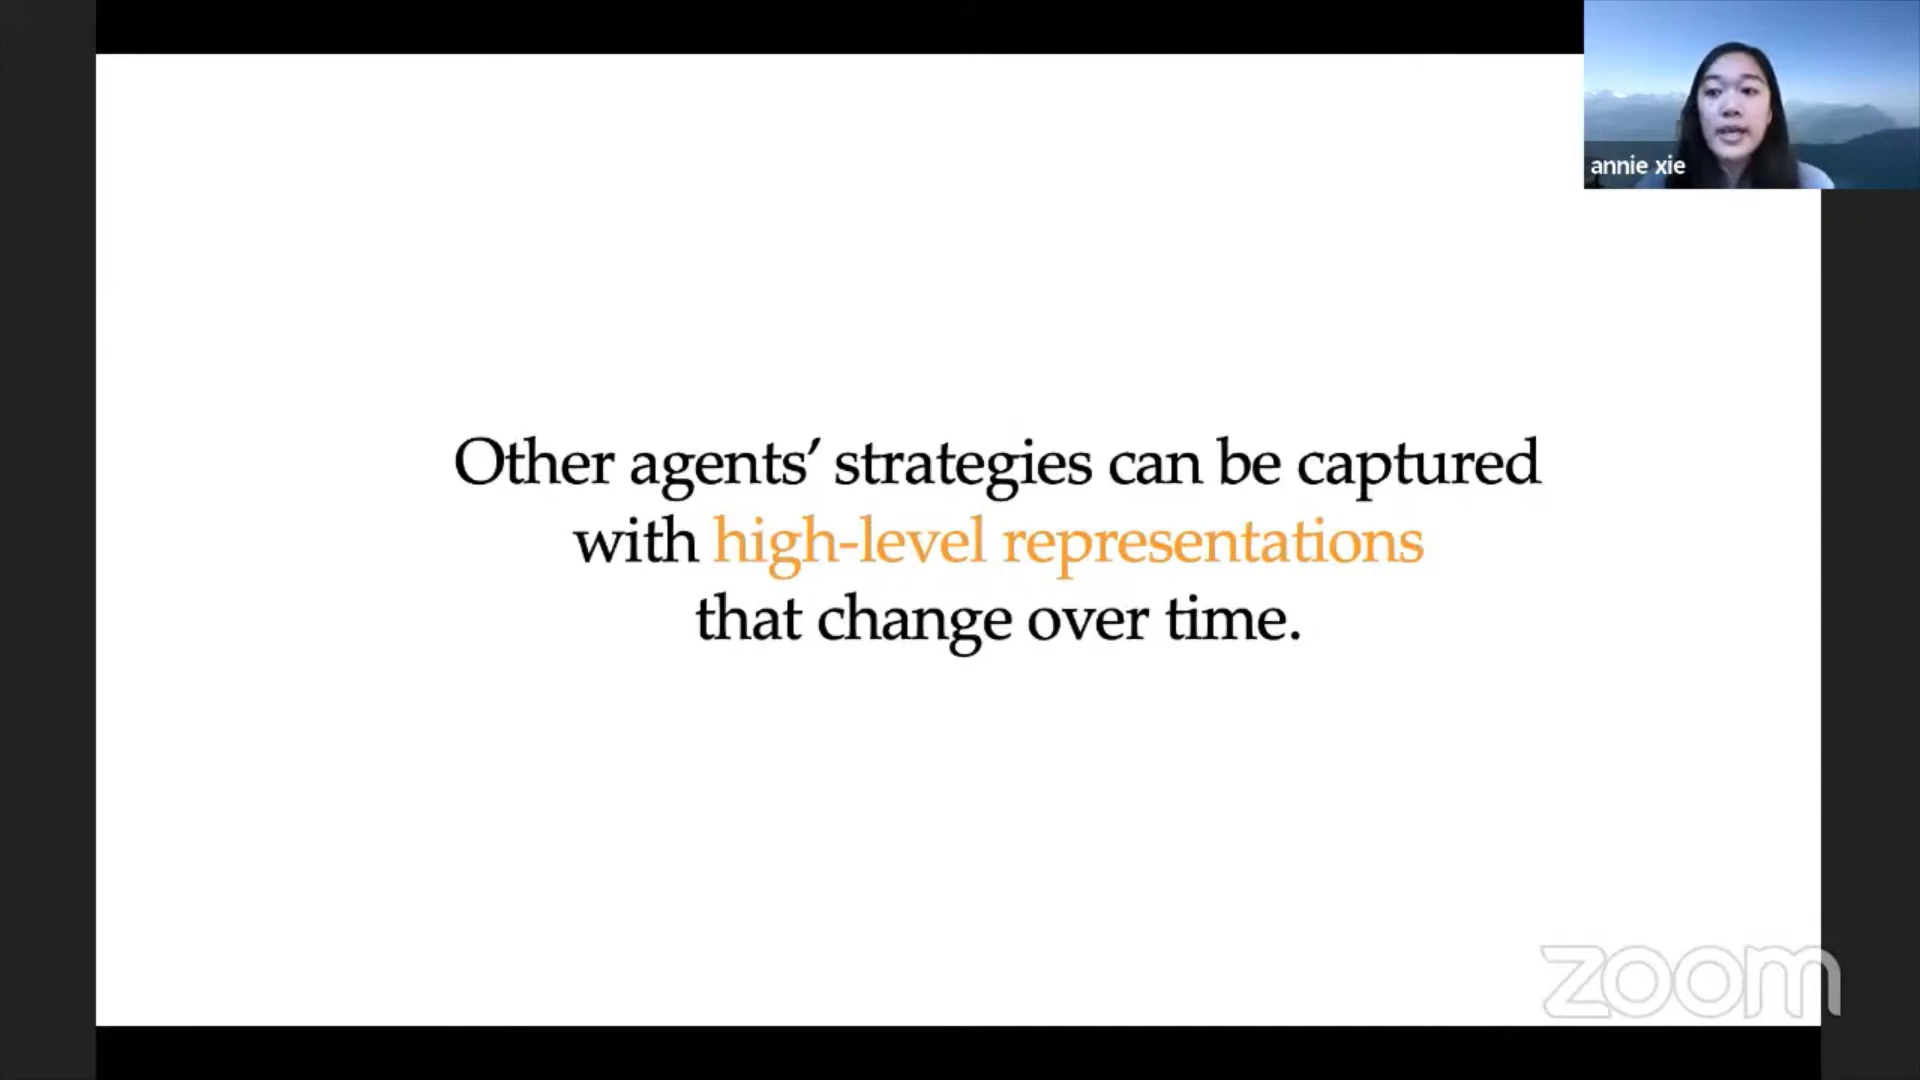 annie xie
Other agents’ strategies can be captured
with high-level representations
that change over time.
zoom